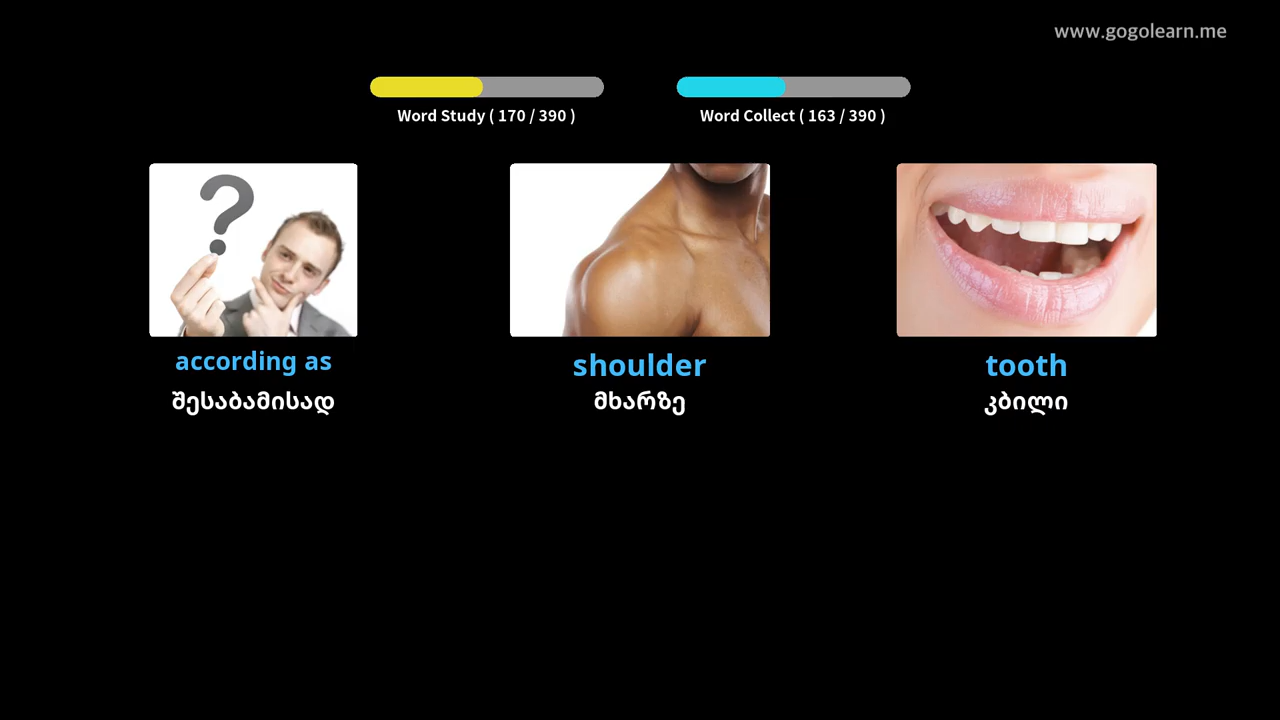 www.gogolearn.me
Word Study ( 170 / 390 )
Word Collect ( 163 / 390 )
according as
shoulder
tooth
შესაბამისად
მხარზე
კბილი